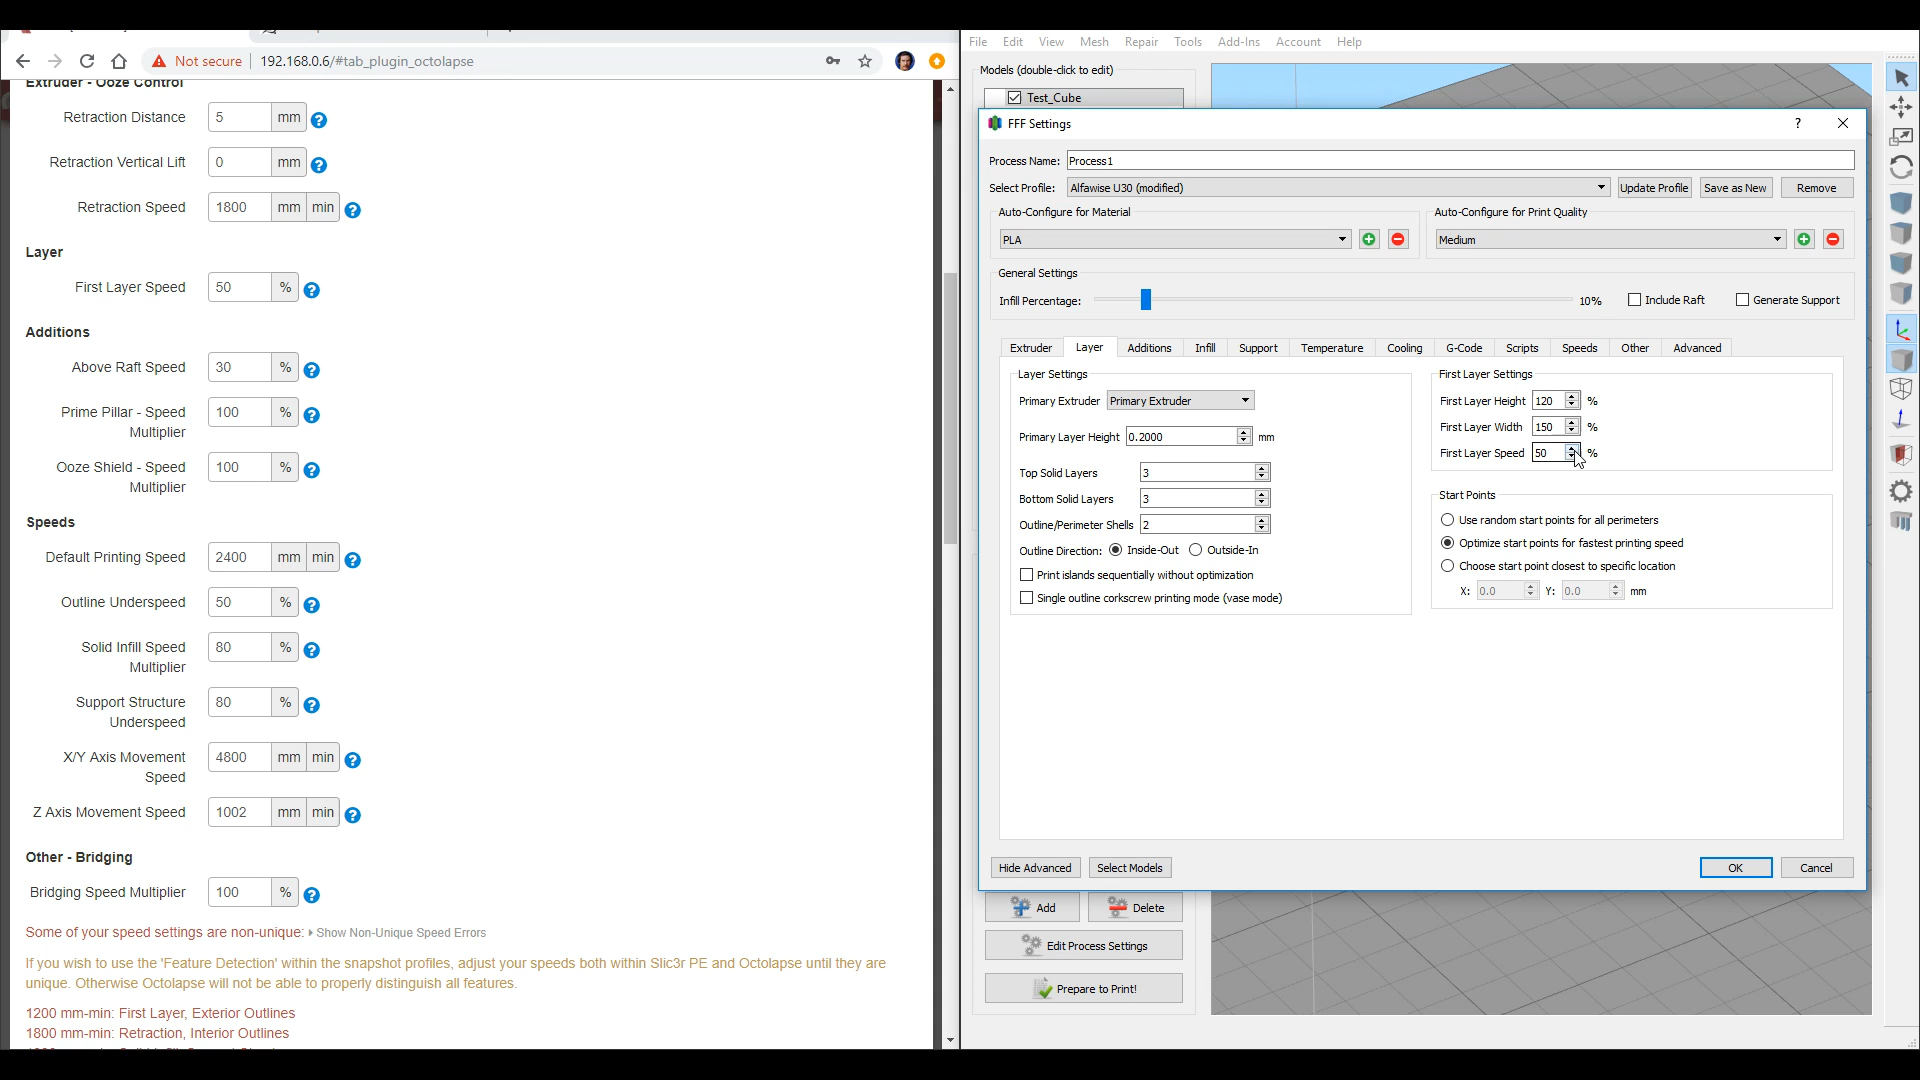 Not secure
192.168.0.6/#tab_plugin_octolapse
Extruder - Ooze Control
Retraction Distance 5 mm
Retraction Vertical Lift 0 mm
Retraction Speed 1800 mm min
Layer
First Layer Speed 50 %
Additions
Above Raft Speed 30 %
Prime Pillar - Speed 100 %
Multiplier
Ooze Shield - Speed 100 %
Multiplier
Speeds
Default Printing Speed 2400 mm min
Outline Underspeed 50 %
Solid Infill Speed 80 %
Multiplier
Support Structure 80 %
Underspeed
X/Y Axis Movement 4800 mm min
Speed
Z Axis Movement Speed 1002 mm min
Other - Bridging
Bridging Speed Multiplier 100 %
Some of your speed settings are non-unique: Show Non-Unique Speed Errors
If you wish to use the 'Feature Detection' within the snapshot profiles, adjust your speeds both within Slic3r PE and Octolapse until they are
unique. Otherwise Octolapse will not be able to properly distinguish all features.
1200 mm-min: First Layer, Exterior Outlines
1800 mm-min: Retraction, Interior Outlines
File Edit View Mesh Repair Tools Add-Ins Account Help
Models (double-click to edit)
Test_Cube
FFF Settings ?
Process Name: Process1
Select Profile: Alfawise U30 (modified) Update Profile Save as New Remove
Auto-Configure for Material Auto-Configure for Print Quality
PLA Medium
General Settings
Infill Percentage: 10% Include Raft Generate Support
Extruder Layer Additions Infill Support Temperature Cooling G-Code Scripts Speeds Other Advanced
Layer Settings
Primary Extruder Primary Extruder
Primary Layer Height 0.2000 mm
Top Solid Layers 3
Bottom Solid Layers 3
Outline/Perimeter Shells 2
Outline Direction: Inside-Out Outside-In
Print islands sequentially without optimization
Single outline corkscrew printing mode (vase mode)
First Layer Settings
First Layer Height 120 %
First Layer Width 150 %
First Layer Speed 50 %
Start Points
Use random start points for all perimeters
Optimize start points for fastest printing speed
Choose start point closest to specific location
X: 0.0 Y: 0.0 mm
Hide Advanced Select Models OK Cancel
Add Delete
Edit Process Settings
Prepare to Print!